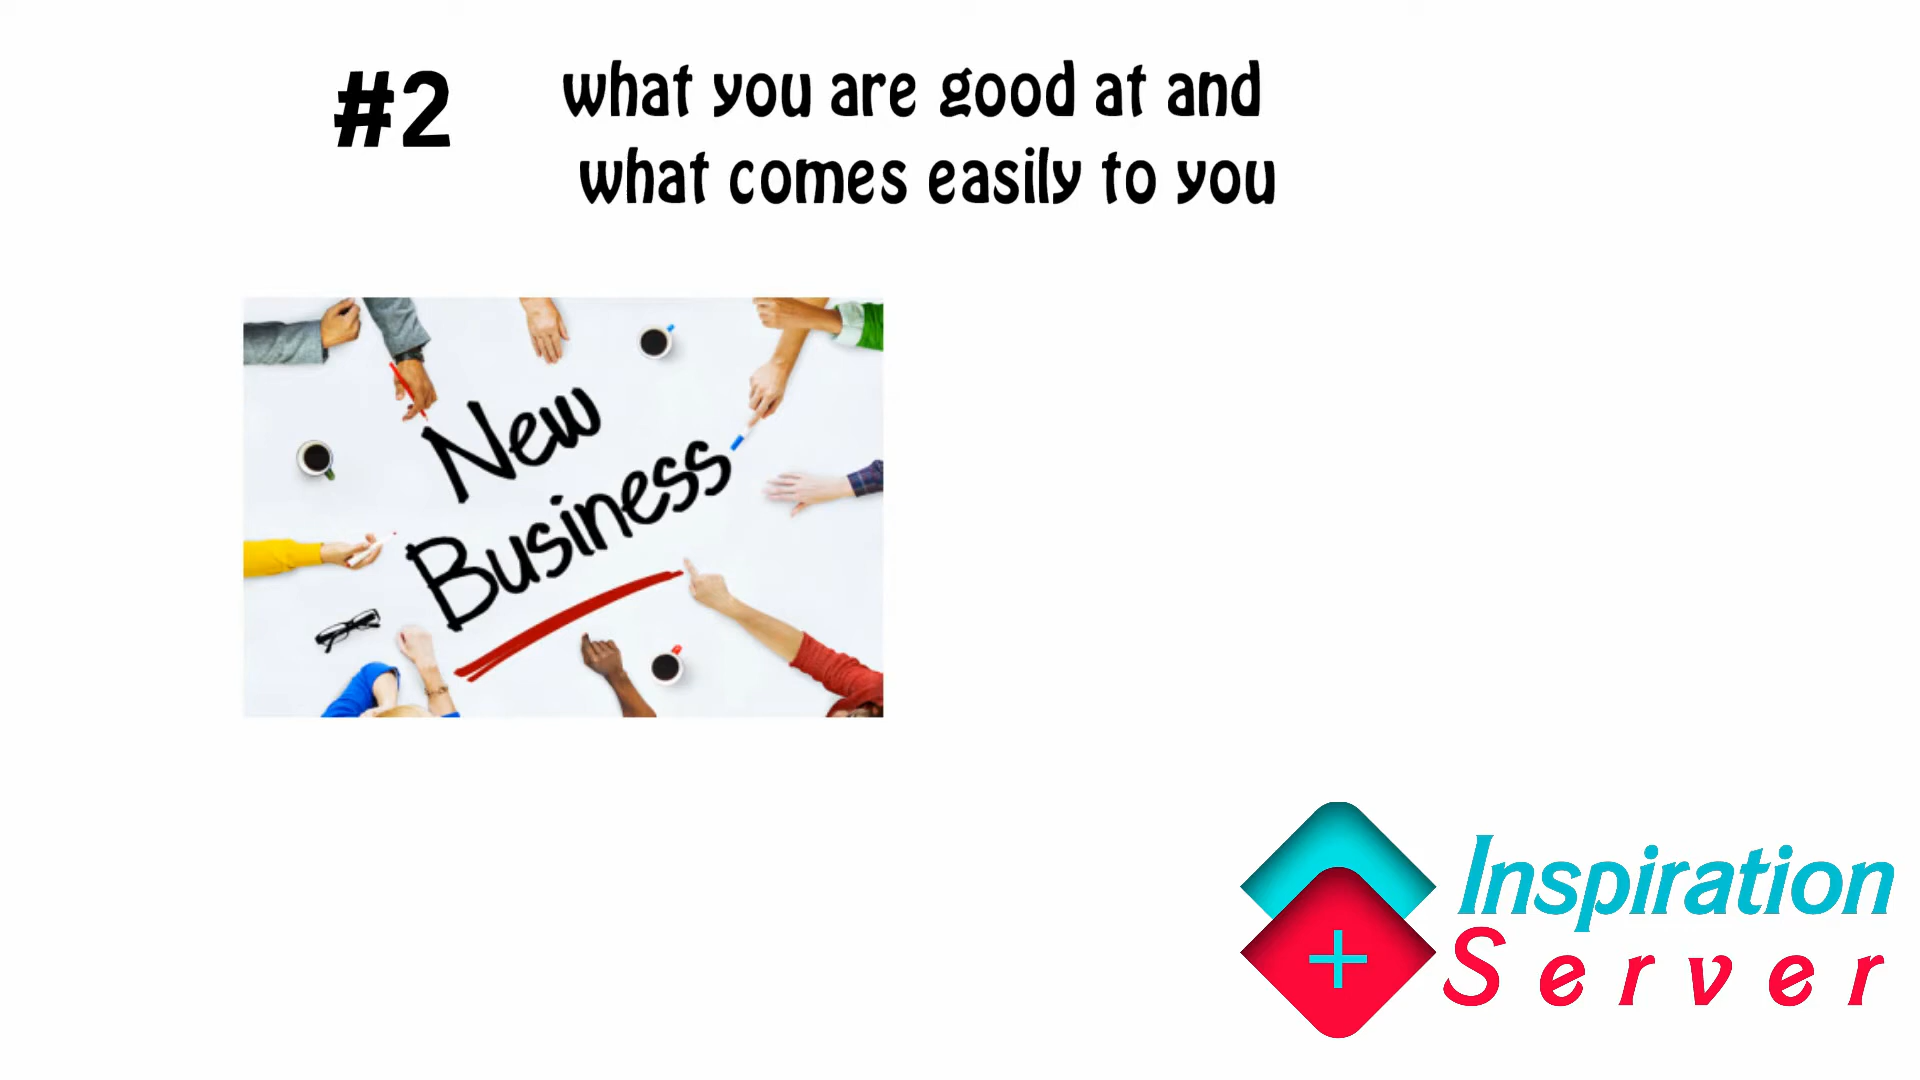 #2
what you are good at and
what comes easily to you
New
Business
Inspiration
Server